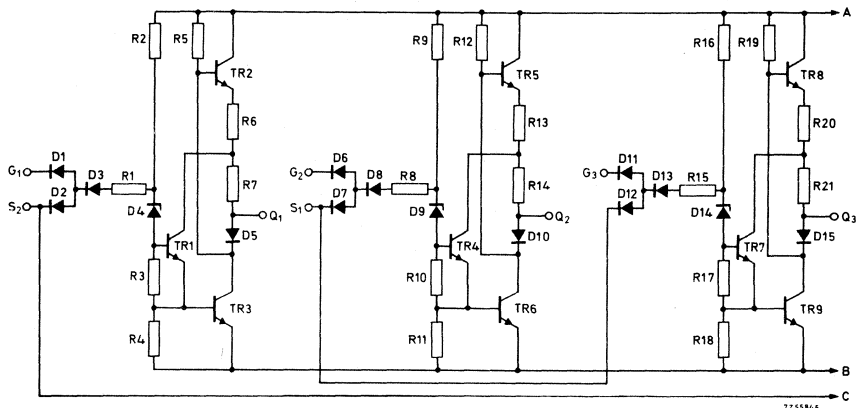 A
R2
R5
R9
R12
R16
R19
TR2
TR5
TR8
R6
R13
R20
G1
D1
D3
R1
R7
G2
D6
D8
R8
R14
G3
D11
D13
R15
R21
S2
D2
D4
Q1
S1
D7
D9
Q2
D12
D14
Q3
TR1
D5
TR4
D10
TR7
D15
R3
R10
R17
TR3
TR6
TR9
R4
R11
R18
B
C
7Z55846